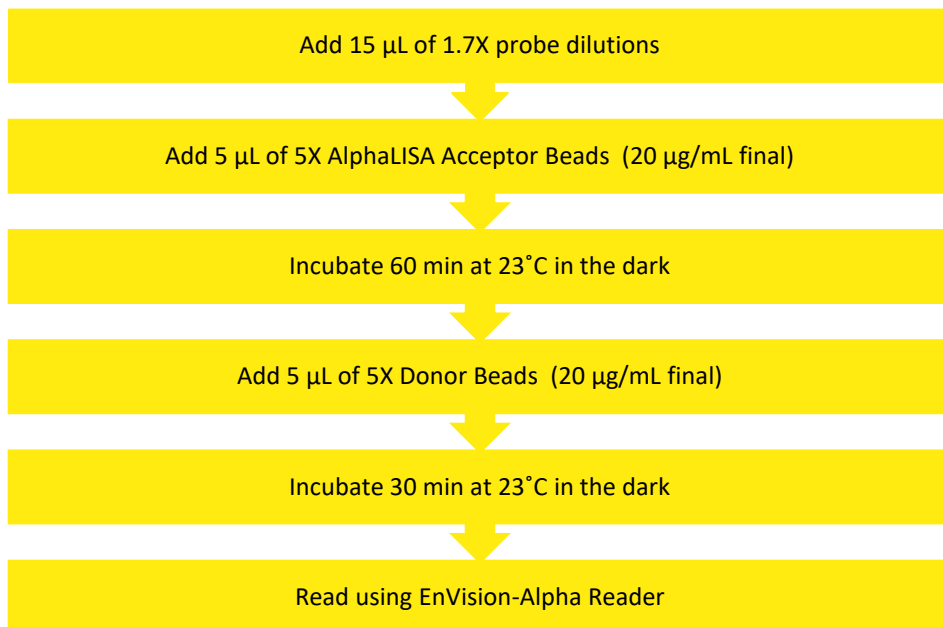 Add 15 µL of 1.7X probe dilutions
Add 5 µL of 5X AlphaLISA Acceptor Beads (20 µg/mL final)
Incubate 60 min at 23˚C in the dark
Add 5 µL of 5X Donor Beads (20 µg/mL final)
Incubate 30 min at 23˚C in the dark
Read using EnVision-Alpha Reader